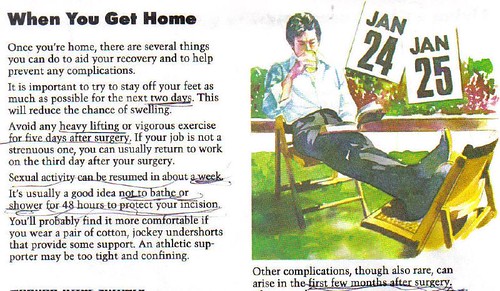 When You Get Home
Once you're home, there are several things
you can do to aid your recovery and to help
prevent any complications.
It is important to try to stay off your feet as
much as possible for the next two days. This
will reduce the chance of swelling.
Avoid any heavy lifting or vigorous exercise
for five days after surgery. If your job is not a
strenuous one, you can usually return to work
on the third day after your surgery.
Sexual activity can be resumed in about a week.
It's usually a good idea not to bathe or
shower for 48 hours to protect your incision.
You'll probably find it more comfortable if
you wear a pair of cotton, jockey undershorts
that provide some support. An athletic sup-
porter may be too tight and confining.
JAN
24
JAN
25
Other complications, though also rare, can
arise in the first few months after surgery.